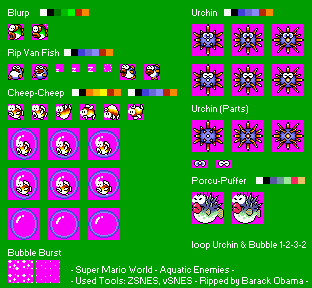 Blurp
Rip Van Fish
Cheep-Cheep
Bubble Burst
Urchin
Urchin (Parts)
Porcu-Puffer
loop Urchin & Bubble 1-2-3-2
- Super Mario World - Aquatic Enemies -
- Used Tools: ZSNES, vSNES - Ripped by Barack Obama -